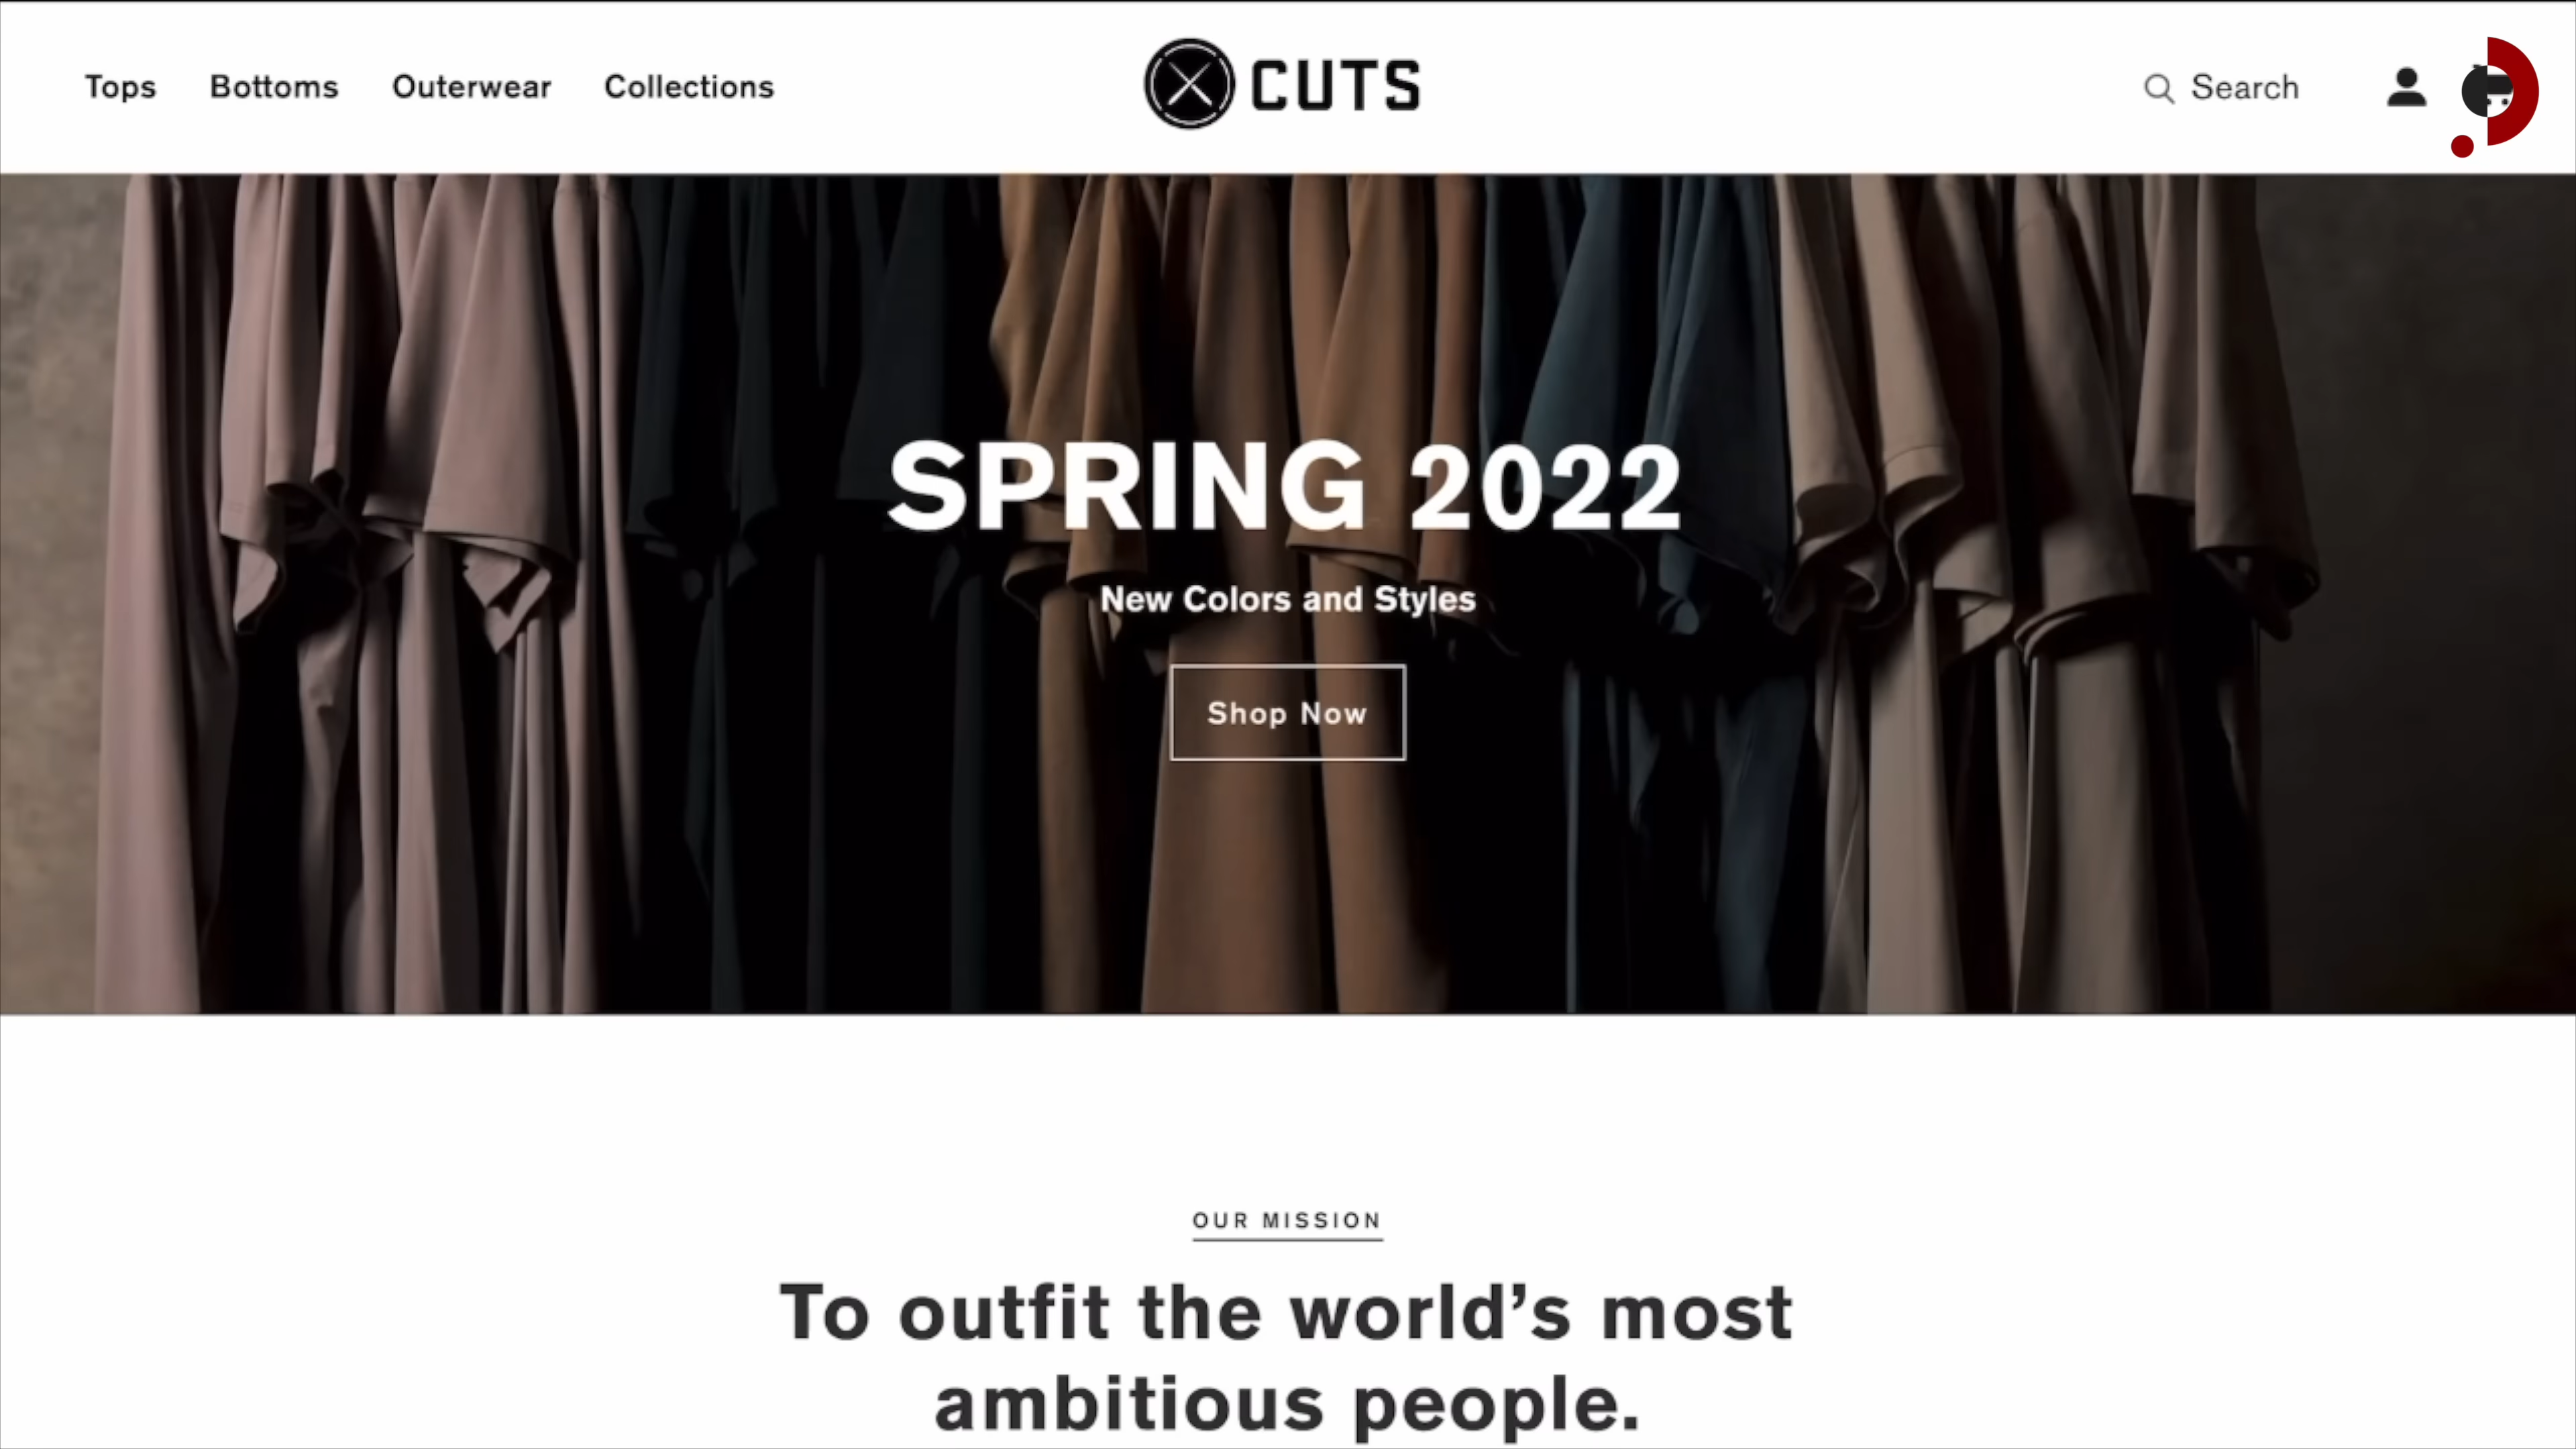 Tops
Bottoms
Outerwear
Collections
CUTS
Search
SPRING 2022
New Colors and Styles
Shop Now
OUR MISSION
To outfit the world’s most
ambitious people.